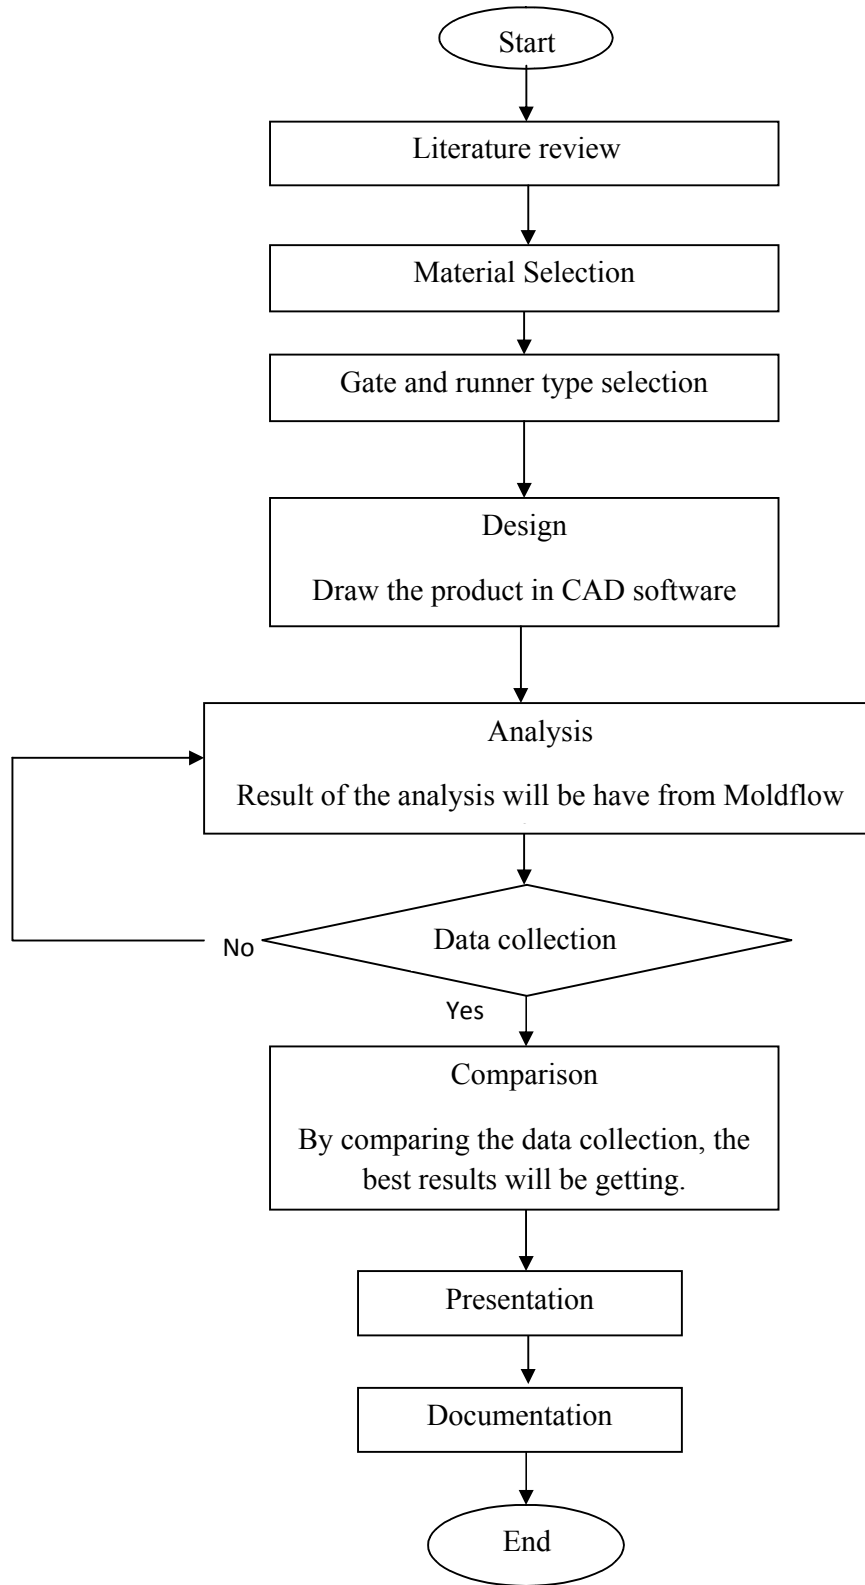 Start
Literature review
Material Selection
Gate and runner type selection
Design
Draw the product in CAD software
Analysis
Result of the analysis will be have from Moldflow
Data collection
No
Yes
Comparison
By comparing the data collection, the
best results will be getting.
Presentation
Documentation
End